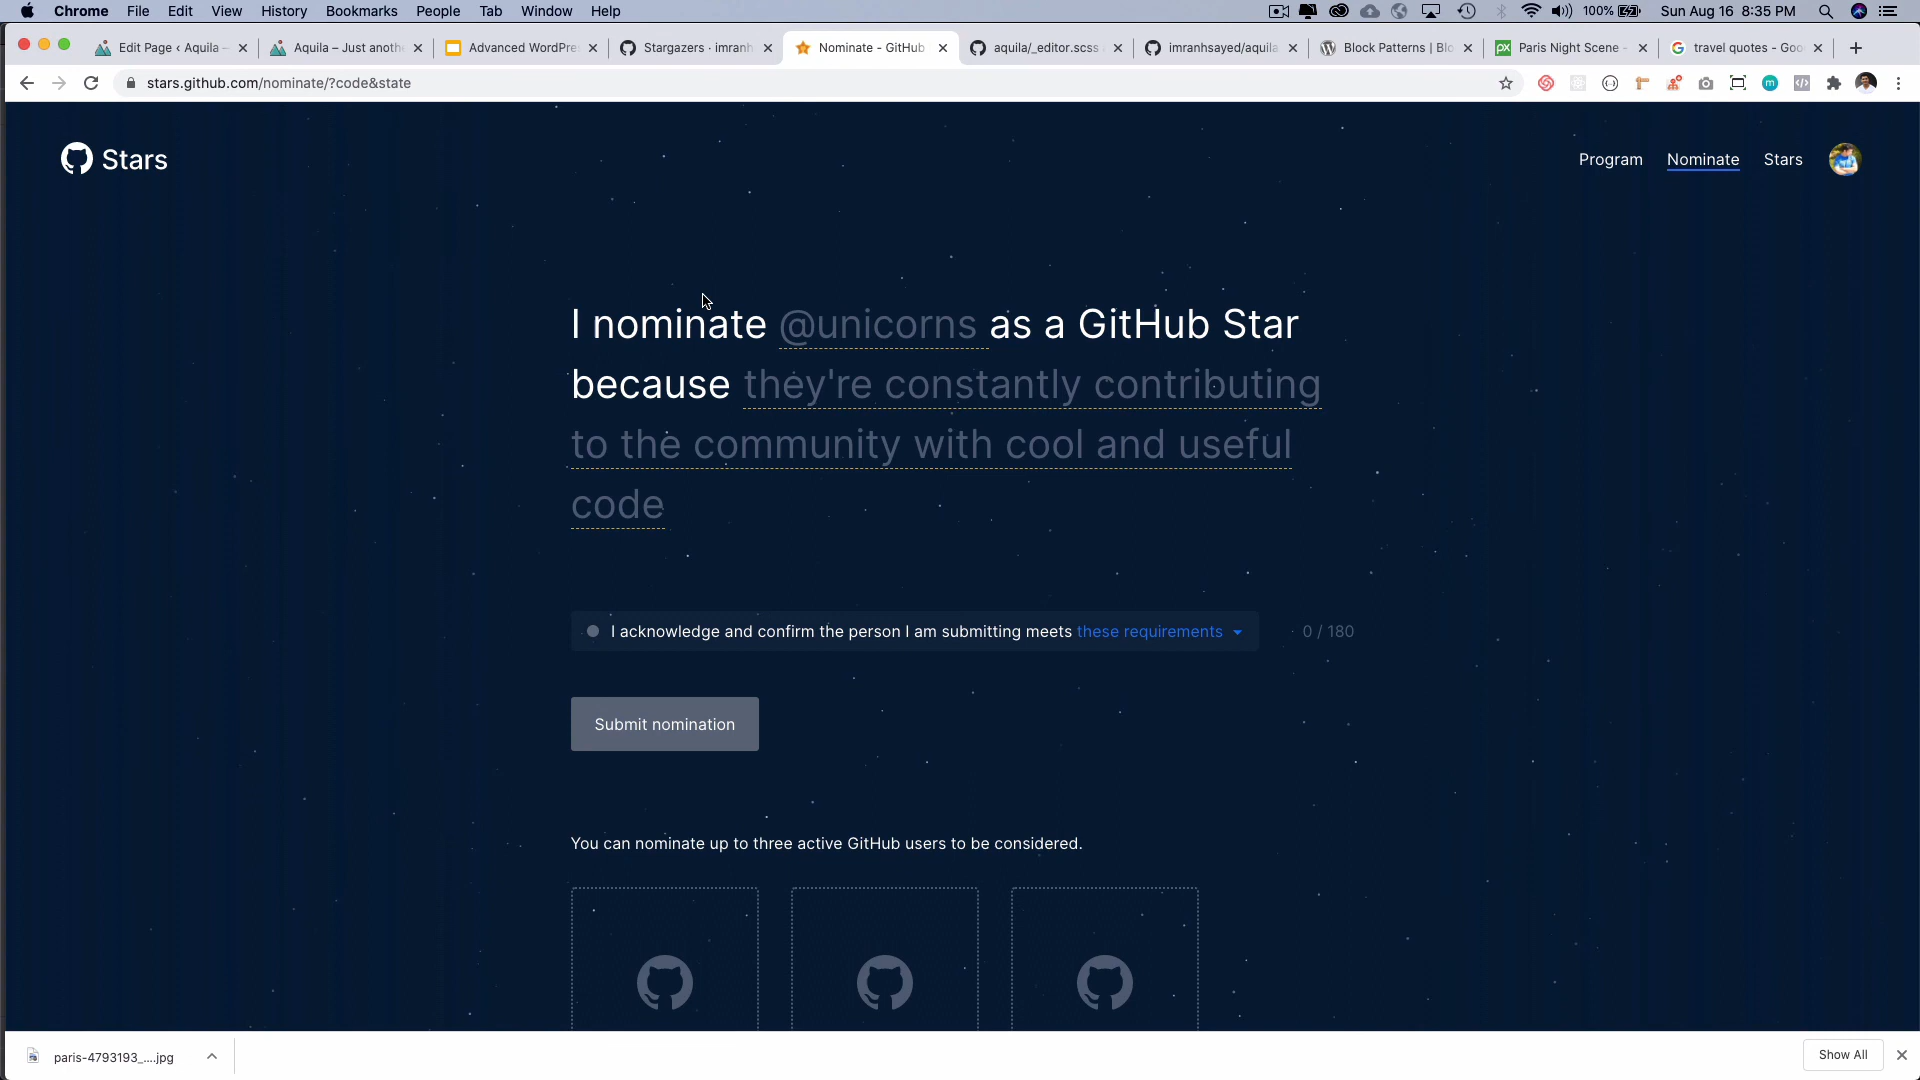 Chrome File Edit View History Bookmarks People Tab Window Help 100% Sun Aug 16 8:35 PM
Edit Page ‹ Aquila – Aquila – Just anoth Advanced WordPre Stargazers · imranh Nominate - GitHub aquila/_editor.scss imranhsayed/aquila Block Patterns | Blo Paris Night Scene - travel quotes - Goo
stars.github.com/nominate/?code&state
Stars Program Nominate Stars
I nominate @unicorns as a GitHub Star
because they're constantly contributing
to the community with cool and useful
code
I acknowledge and confirm the person I am submitting meets these requirements 0 / 180
Submit nomination
You can nominate up to three active GitHub users to be considered.
paris-4793193_....jpg Show All